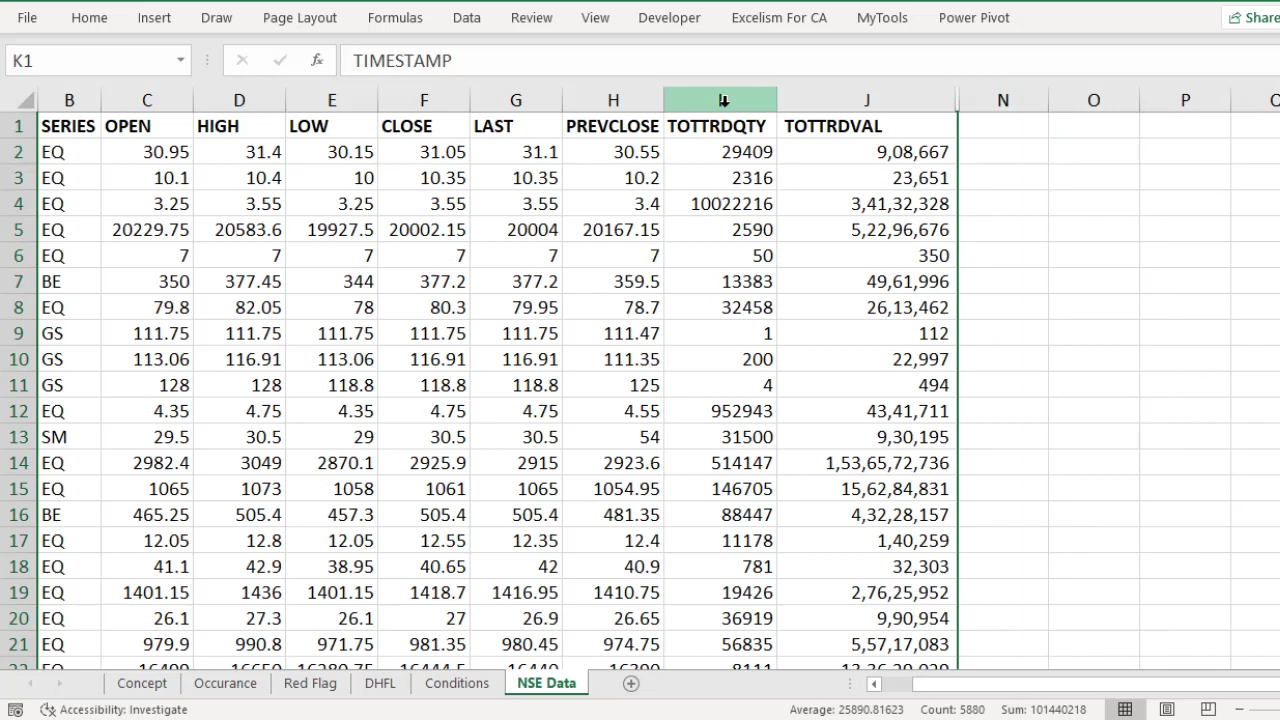 File Home Insert Draw Page Layout Formulas Data Review View Developer Excelism For CA MyTools Power Pivot Share
K1 fx TIMESTAMP
B C D E F G H J N O P
1 SERIES OPEN HIGH LOW CLOSE LAST PREVCLOSE TOTTRDQTY TOTTRDVAL
2 EQ 30.95 31.4 30.15 31.05 31.1 30.55 29409 9,08,667
3 EQ 10.1 10.4 10 10.35 10.35 10.2 2316 23,651
4 EQ 3.25 3.55 3.25 3.55 3.55 3.4 10022216 3,41,32,328
5 EQ 20229.75 20583.6 19927.5 20002.15 20004 20167.15 2590 5,22,96,676
6 EQ 7 7 7 7 7 7 50 350
7 BE 350 377.45 344 377.2 377.2 359.5 13383 49,61,996
8 EQ 79.8 82.05 78 80.3 79.95 78.7 32458 26,13,462
9 GS 111.75 111.75 111.75 111.75 111.75 111.47 1 112
10 GS 113.06 116.91 113.06 116.91 116.91 111.35 200 22,997
11 GS 128 128 118.8 118.8 118.8 125 4 494
12 EQ 4.35 4.75 4.35 4.75 4.75 4.55 952943 43,41,711
13 SM 29.5 30.5 29 30.5 30.5 54 31500 9,30,195
14 EQ 2982.4 3049 2870.1 2925.9 2915 2923.6 514147 1,53,65,72,736
15 EQ 1065 1073 1058 1061 1065 1054.95 146705 15,62,84,831
16 BE 465.25 505.4 457.3 505.4 505.4 481.35 88447 4,32,28,157
17 EQ 12.05 12.8 12.05 12.55 12.35 12.4 11178 1,40,259
18 EQ 41.1 42.9 38.95 40.65 42 40.9 781 32,303
19 EQ 1401.15 1436 1401.15 1418.7 1416.95 1410.75 19426 2,76,25,952
20 EQ 26.1 27.3 26.1 27 26.9 26.65 36919 9,90,954
21 EQ 979.9 990.8 971.75 981.35 980.45 974.75 56835 5,57,17,083
Concept Occurance Red Flag DHFL Conditions NSE Data
Accessibility: Investigate Average: 25890.81623 Count: 5880 Sum: 101440218